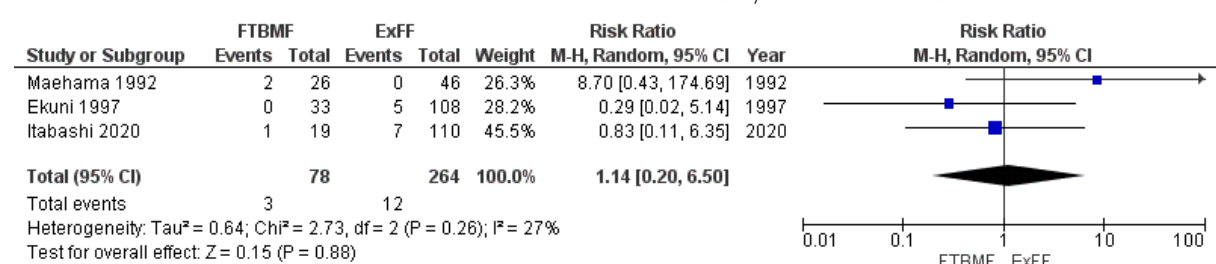 FTBMF ExFF Risk Ratio Risk Ratio
Study or Subgroup Events Total Events Total Weight M-H, Random, 95% CI Year M-H, Random, 95% CI
Maehama 1992 2 26 0 46 26.3% 8.70 [0.43, 174.69] 1992
Ekuni 1997 0 33 5 108 28.2% 0.29 [0.02, 5.14] 1997
Itabashi 2020 1 19 7 110 45.5% 0.83 [0.11, 6.35] 2020
Total (95% CI) 78 264 100.0% 1.14 [0.20, 6.50]
Total events 3 12
Heterogeneity: Tau² = 0.64; Chi² = 2.73, df = 2 (P = 0.26); I² = 27%
Test for overall effect: Z = 0.15 (P = 0.88)
0.01 0.1 1 10 100
FTBMF ExFF